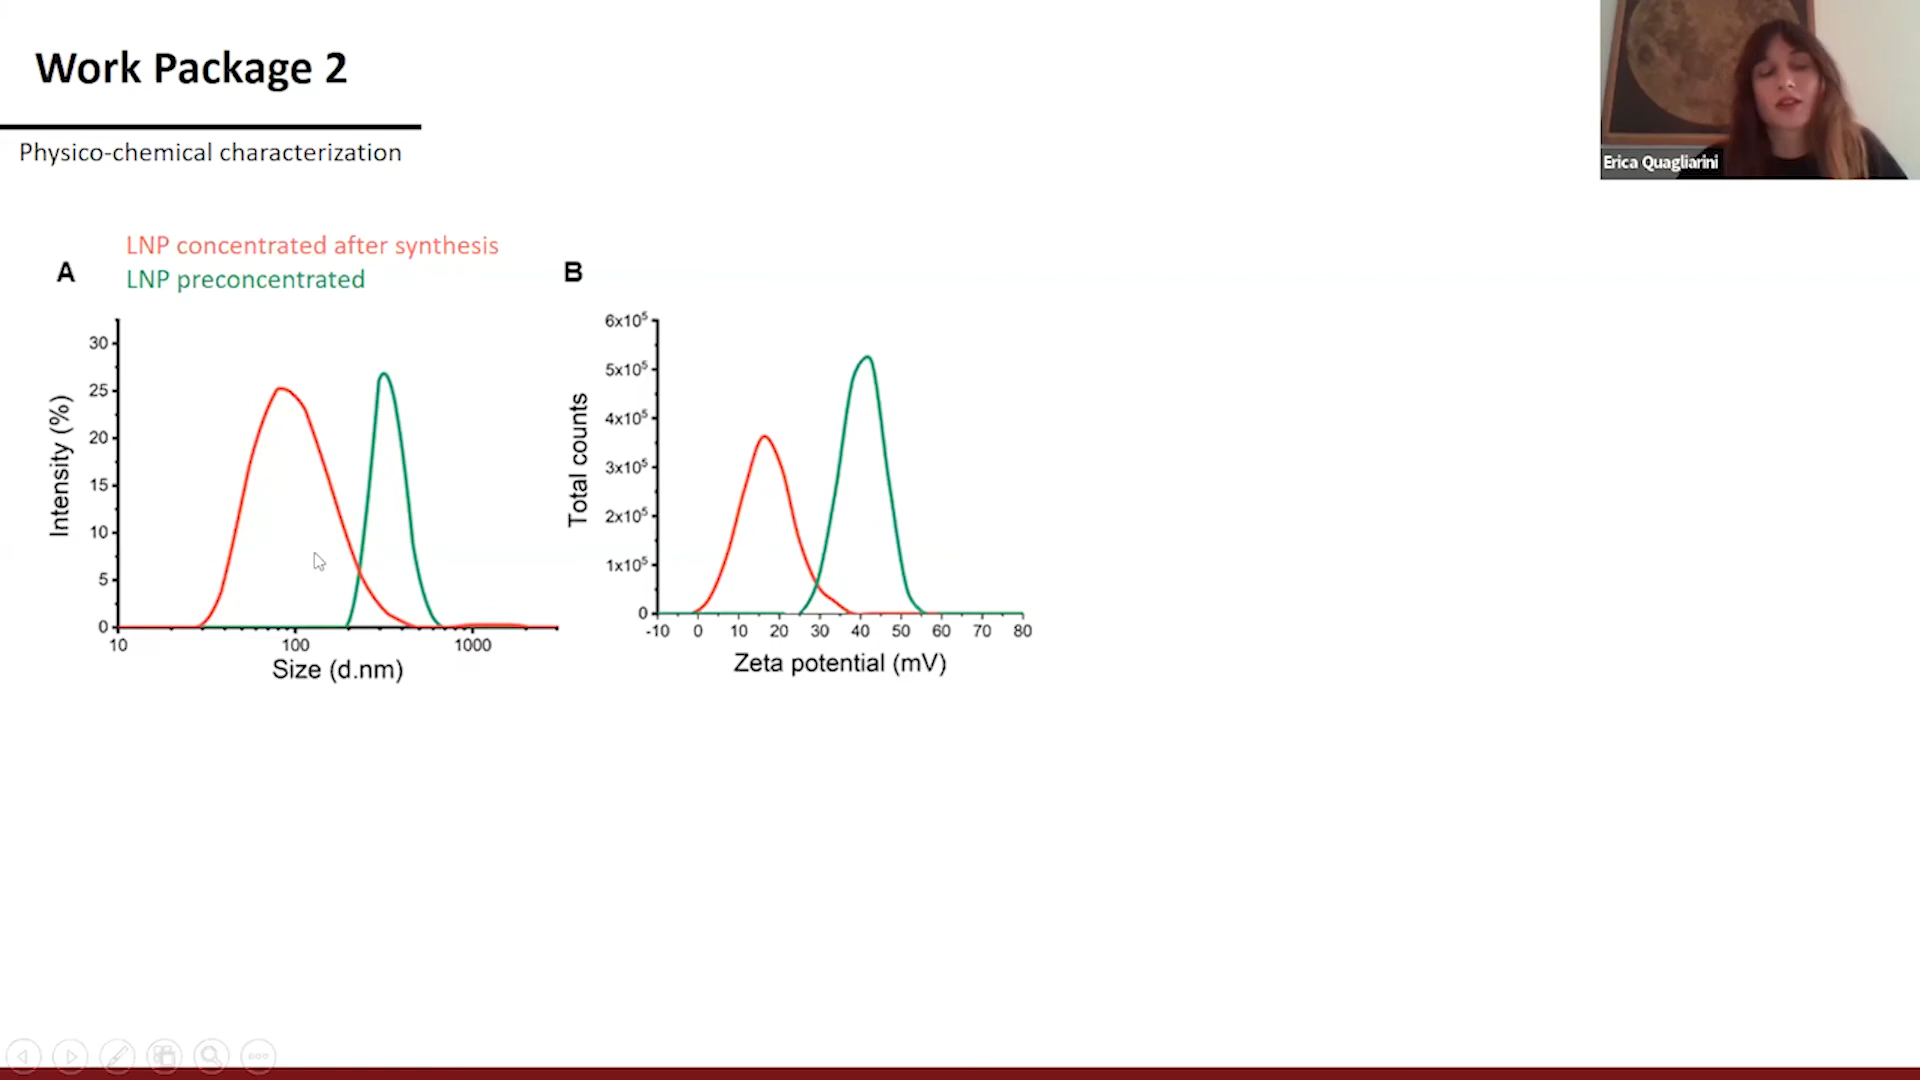 Work Package 2
Physico-chemical characterization
Erica Quagliarini
LNP concentrated after synthesis
LNP preconcentrated
A
B
30
25
20
15
10
5
0
Intensity (%)
10
100
1000
Size (d.nm)
6x10⁵
5x10⁵
4x10⁵
3x10⁵
2x10⁵
1x10⁵
0
Total counts
-10 0 10 20 30 40 50 60 70 80
Zeta potential (mV)